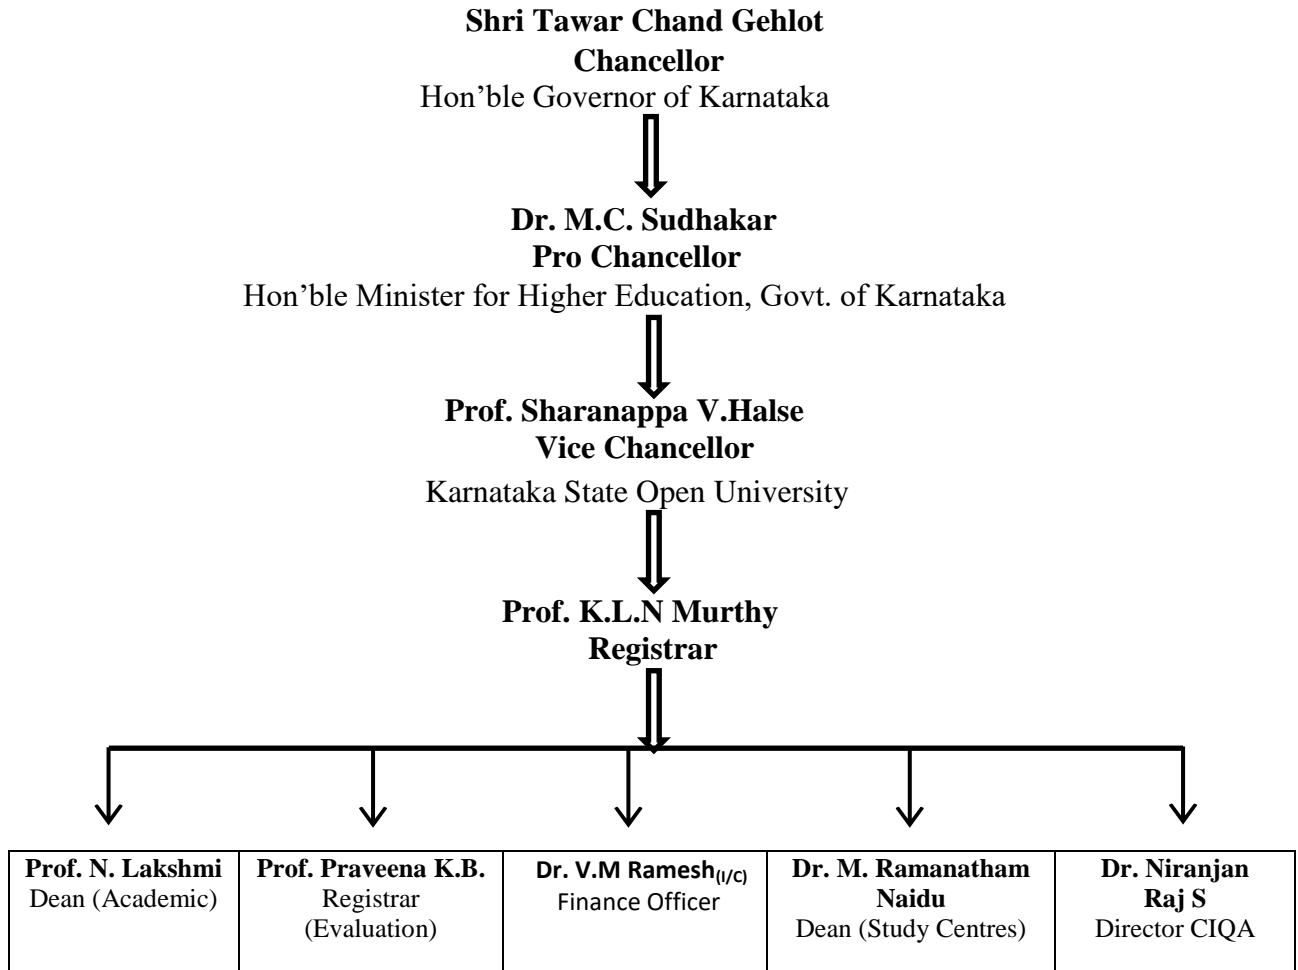 Shri Tawar Chand Gehlot
Chancellor
Hon’ble Governor of Karnataka
Dr. M.C. Sudhakar
Pro Chancellor
Hon’ble Minister for Higher Education, Govt. of Karnataka
Prof. Sharanappa V.Halse
Vice Chancellor
Karnataka State Open University
Prof. K.L.N Murthy
Registrar
Prof. N. Lakshmi
Dean (Academic)
Prof. Praveena K.B.
Registrar
(Evaluation)
Dr. V.M Ramesh(I/C)
Finance Officer
Dr. M. Ramanatham
Naidu
Dean (Study Centres)
Dr. Niranjan
Raj S
Director CIQA